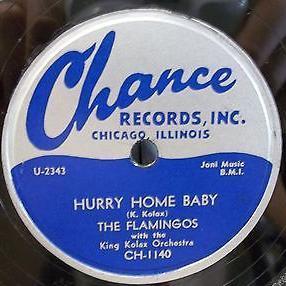 Chance
RECORDS, INC.
CHICAGO, ILLINOIS
U-2343
Joni Music
B.M.I.
HURRY HOME BABY
(K. Kolax)
THE FLAMINGOS
with the
King Kolax Orchestra
CH-1140